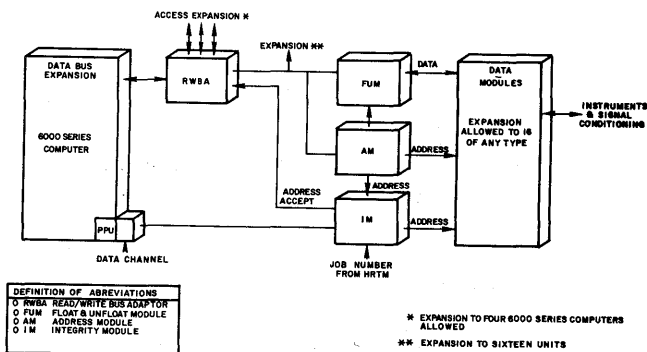 ACCESS EXPANSION *
EXPANSION **
DATA BUS
EXPANSION
6000 SERIES
COMPUTER
PPU
DATA CHANNEL
RWBA
ADDRESS
ACCEPT
FUM
AM
IM
DATA
ADDRESS
ADDRESS
ADDRESS
JOB NUMBER
FROM HRTM
DATA
MODULES
EXPANSION
ALLOWED TO 16
OF ANY TYPE
INSTRUMENTS
& SIGNAL
CONDITIONING
DEFINITION OF ABREVIATIONS
O RWBA READ/WRITE BUS ADAPTOR
O FUM FLOAT & UNFLOAT MODULE
O AM ADDRESS MODULE
O IM INTEGRITY MODULE
* EXPANSION TO FOUR 6000 SERIES COMPUTERS
ALLOWED
** EXPANSION TO SIXTEEN UNITS